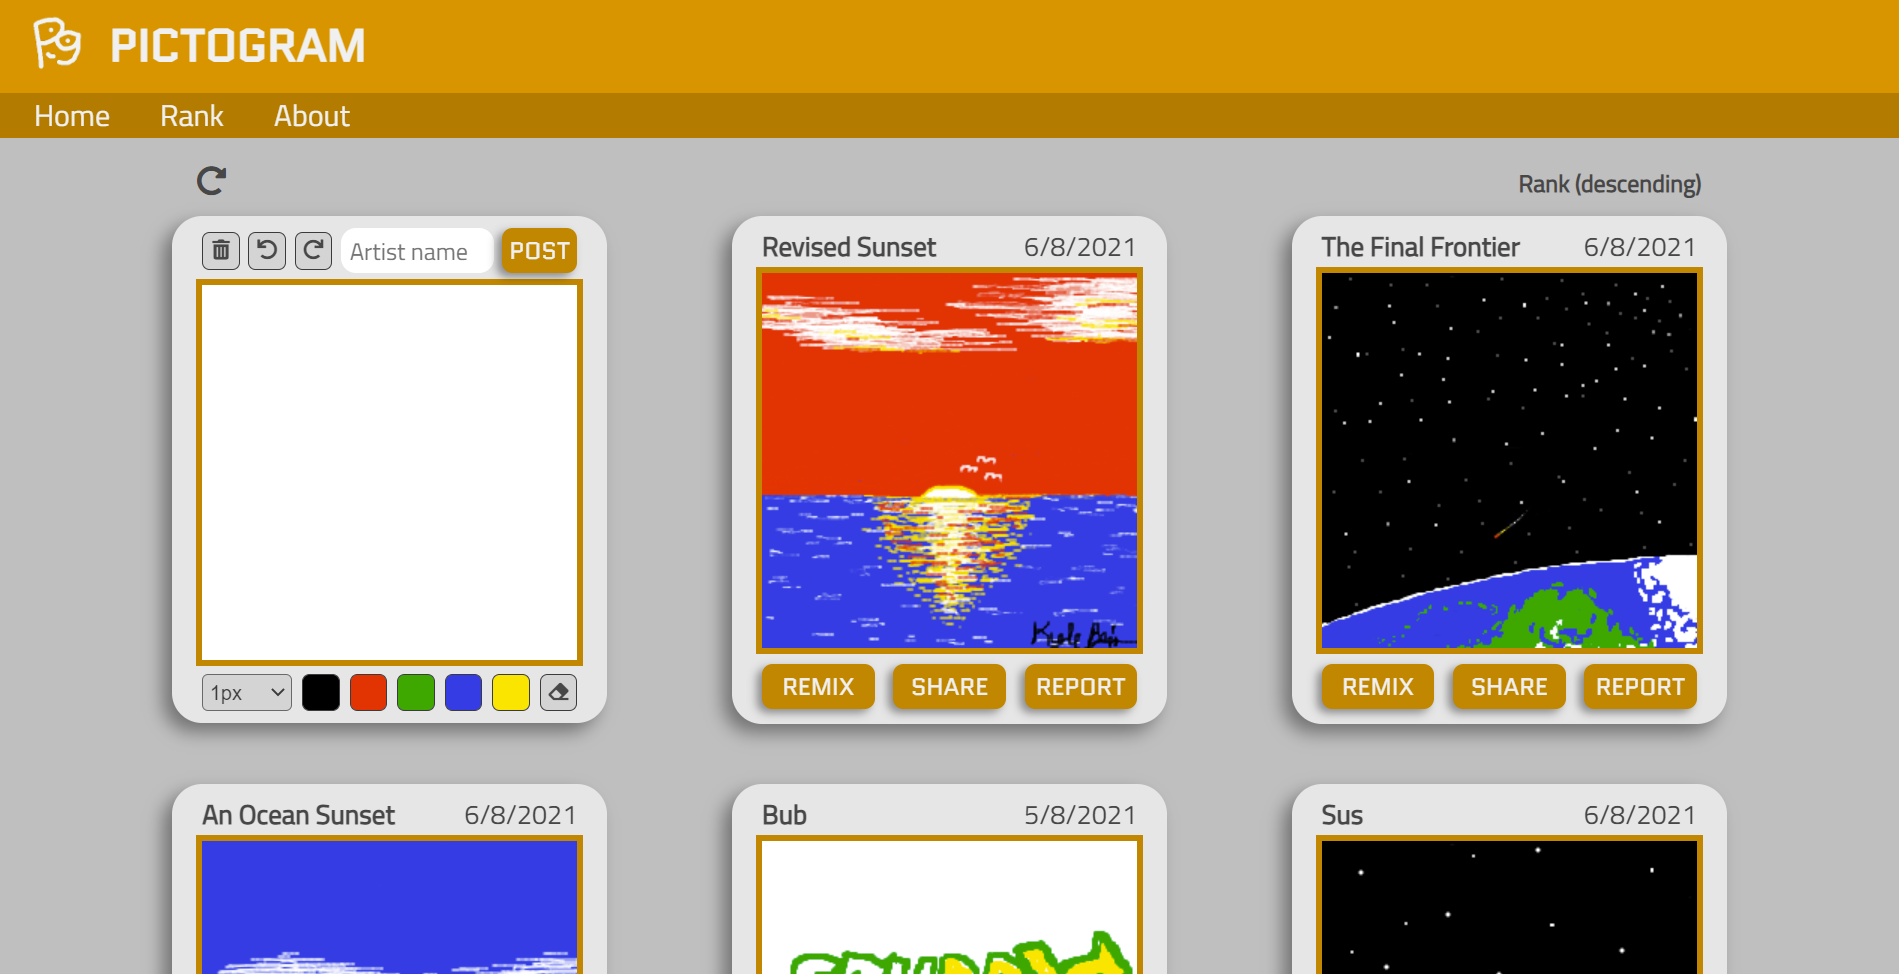 PICTOGRAM
Home Rank About
Rank (descending)
Artist name POST
1px
Revised Sunset 6/8/2021
REMIX SHARE REPORT
The Final Frontier 6/8/2021
REMIX SHARE REPORT
An Ocean Sunset 6/8/2021
Bub 5/8/2021
Sus 6/8/2021